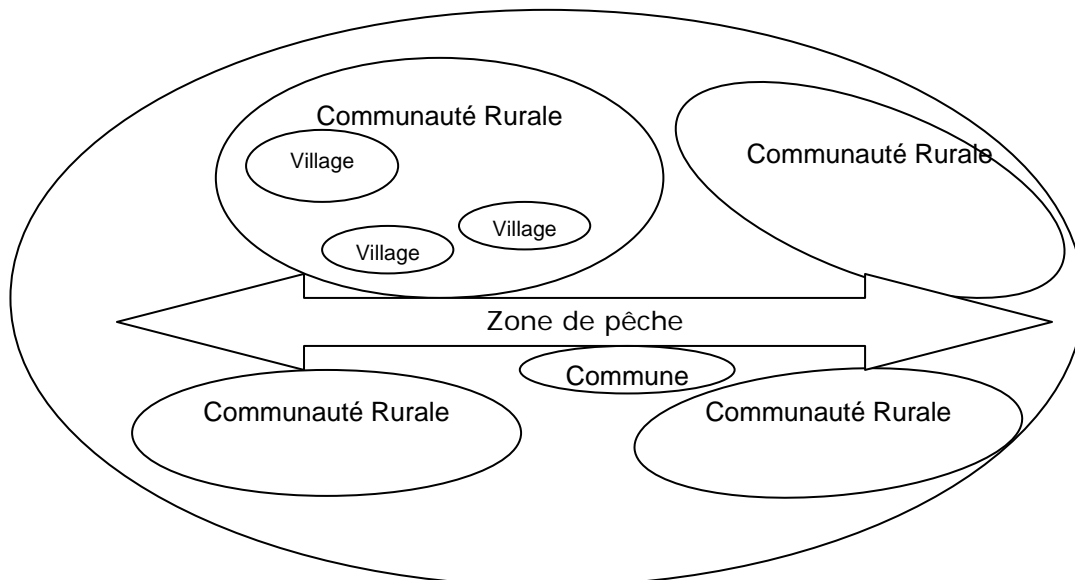 Communauté Rurale
Village
Village
Village
Communauté Rurale
Zone de pêche
Commune
Communauté Rurale
Communauté Rurale